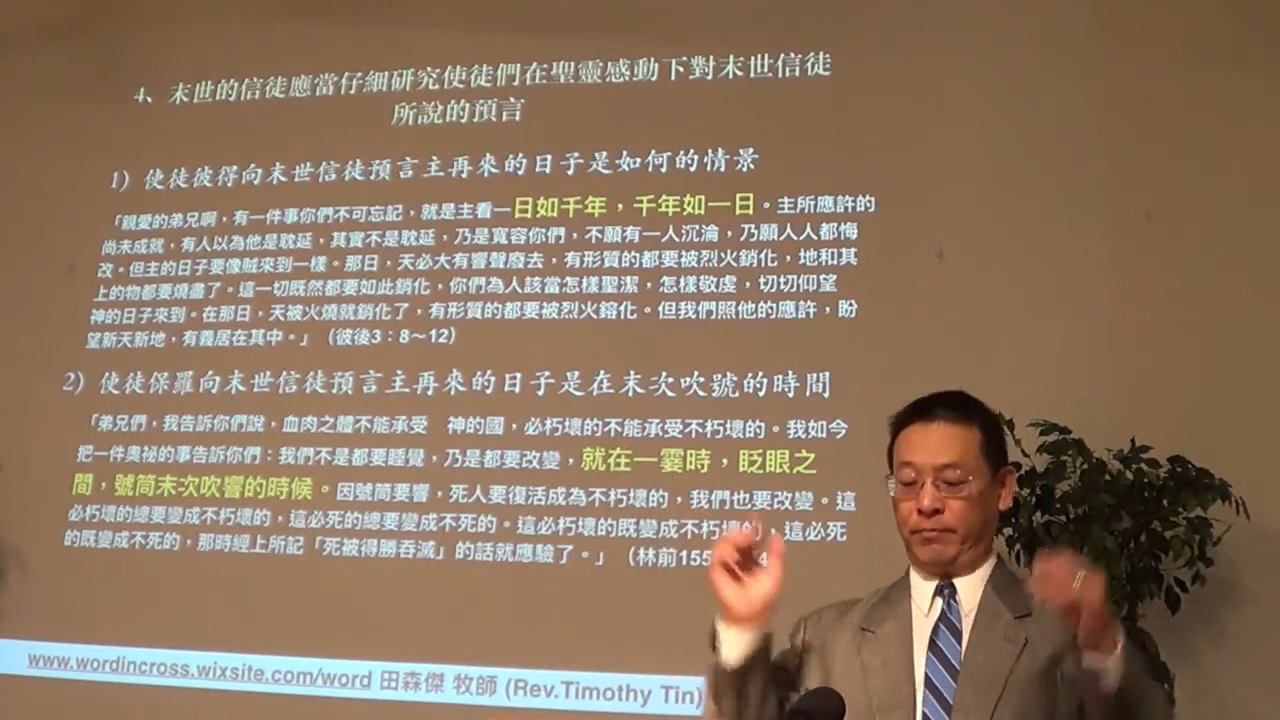 4、末世的信徒應當仔細研究使徒們在聖靈感動下對末世信徒
所說的預言
1) 使徒彼得向末世信徒預言主再來的日子是如何的情景
「親愛的弟兄啊，有一件事你們不可忘記，就是主看一日如千年，千年如一日。主所應許的
尚未成就，有人以為他是耽延，其實不是耽延，乃是寬容你們，不願有一人沉淪，乃願人人都悔
改。但主的日子要像賊來到一樣。那日，天必大有響聲廢去，有形質的都要被烈火銷化，地和其
上的物都要燒盡了。這一切既然都要如此銷化，你們為人該當怎樣聖潔，怎樣敬虔，切切仰望
神的日子來到。在那日，天被火燒就銷化了，有形質的都要被烈火鎔化。但我們照他的應許，盼
望新天新地，有義居在其中。」（彼後3：8～12）
2) 使徒保羅向末世信徒預言主再來的日子是在末次吹號的時間
「弟兄們，我告訴你們說，血肉之體不能承受　神的國，必朽壞的不能承受不朽壞的。我如今
把一件奧祕的事告訴你們：我們不是都要睡覺，乃是都要改變，就在一霎時，眨眼之
間，號筒末次吹響的時候。因號筒要響，死人要復活成為不朽壞的，我們也要改變。這
必朽壞的總要變成不朽壞的，這必死的總要變成不死的。這必朽壞的既變成不朽壞的，這必死
的既變成不死的，那時經上所記「死被得勝吞滅」的話就應驗了。」（林前155
www.wordincross.wixsite.com/word 田森傑 牧師 (Rev.Timothy Tin)